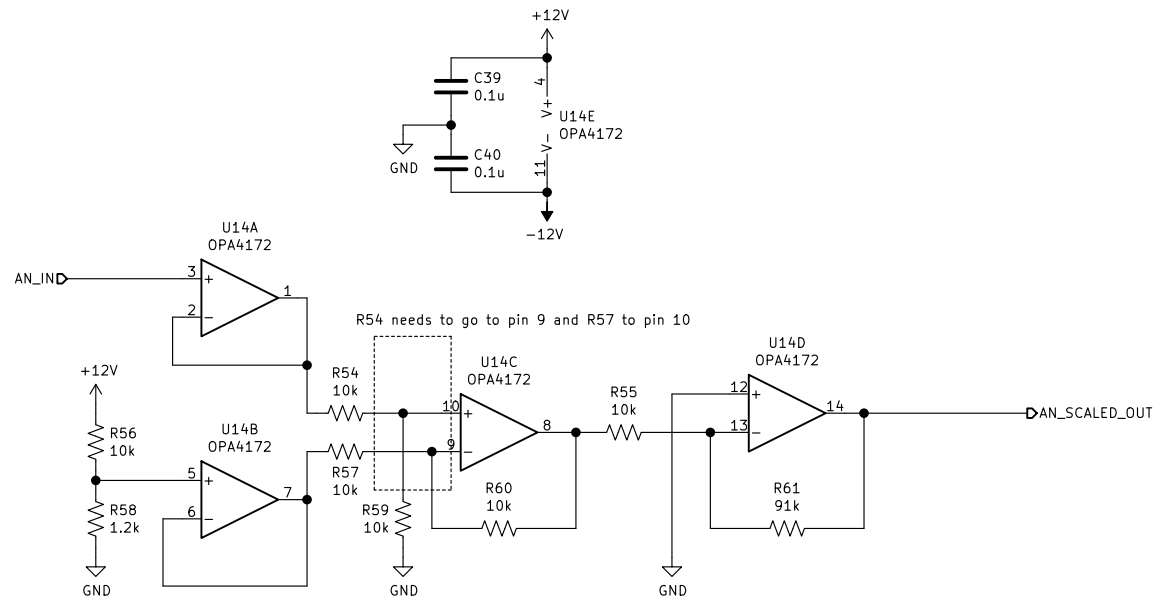 +12V
C39
0.1u
4
V+
U14E
OPA4172
V-
11
C40
0.1u
GND
-12V
U14A
OPA4172
AN_IN
3
+
1
2
-
R54 needs to go to pin 9 and R57 to pin 10
+12V
R54
10k
U14C
OPA4172
U14D
OPA4172
R56
10k
U14B
OPA4172
10
+
9
-
8
R55
10k
12
+
13
-
14
AN_SCALED_OUT
5
+
7
6
-
R57
10k
R58
1.2k
R59
10k
R60
10k
R61
91k
GND
GND
GND